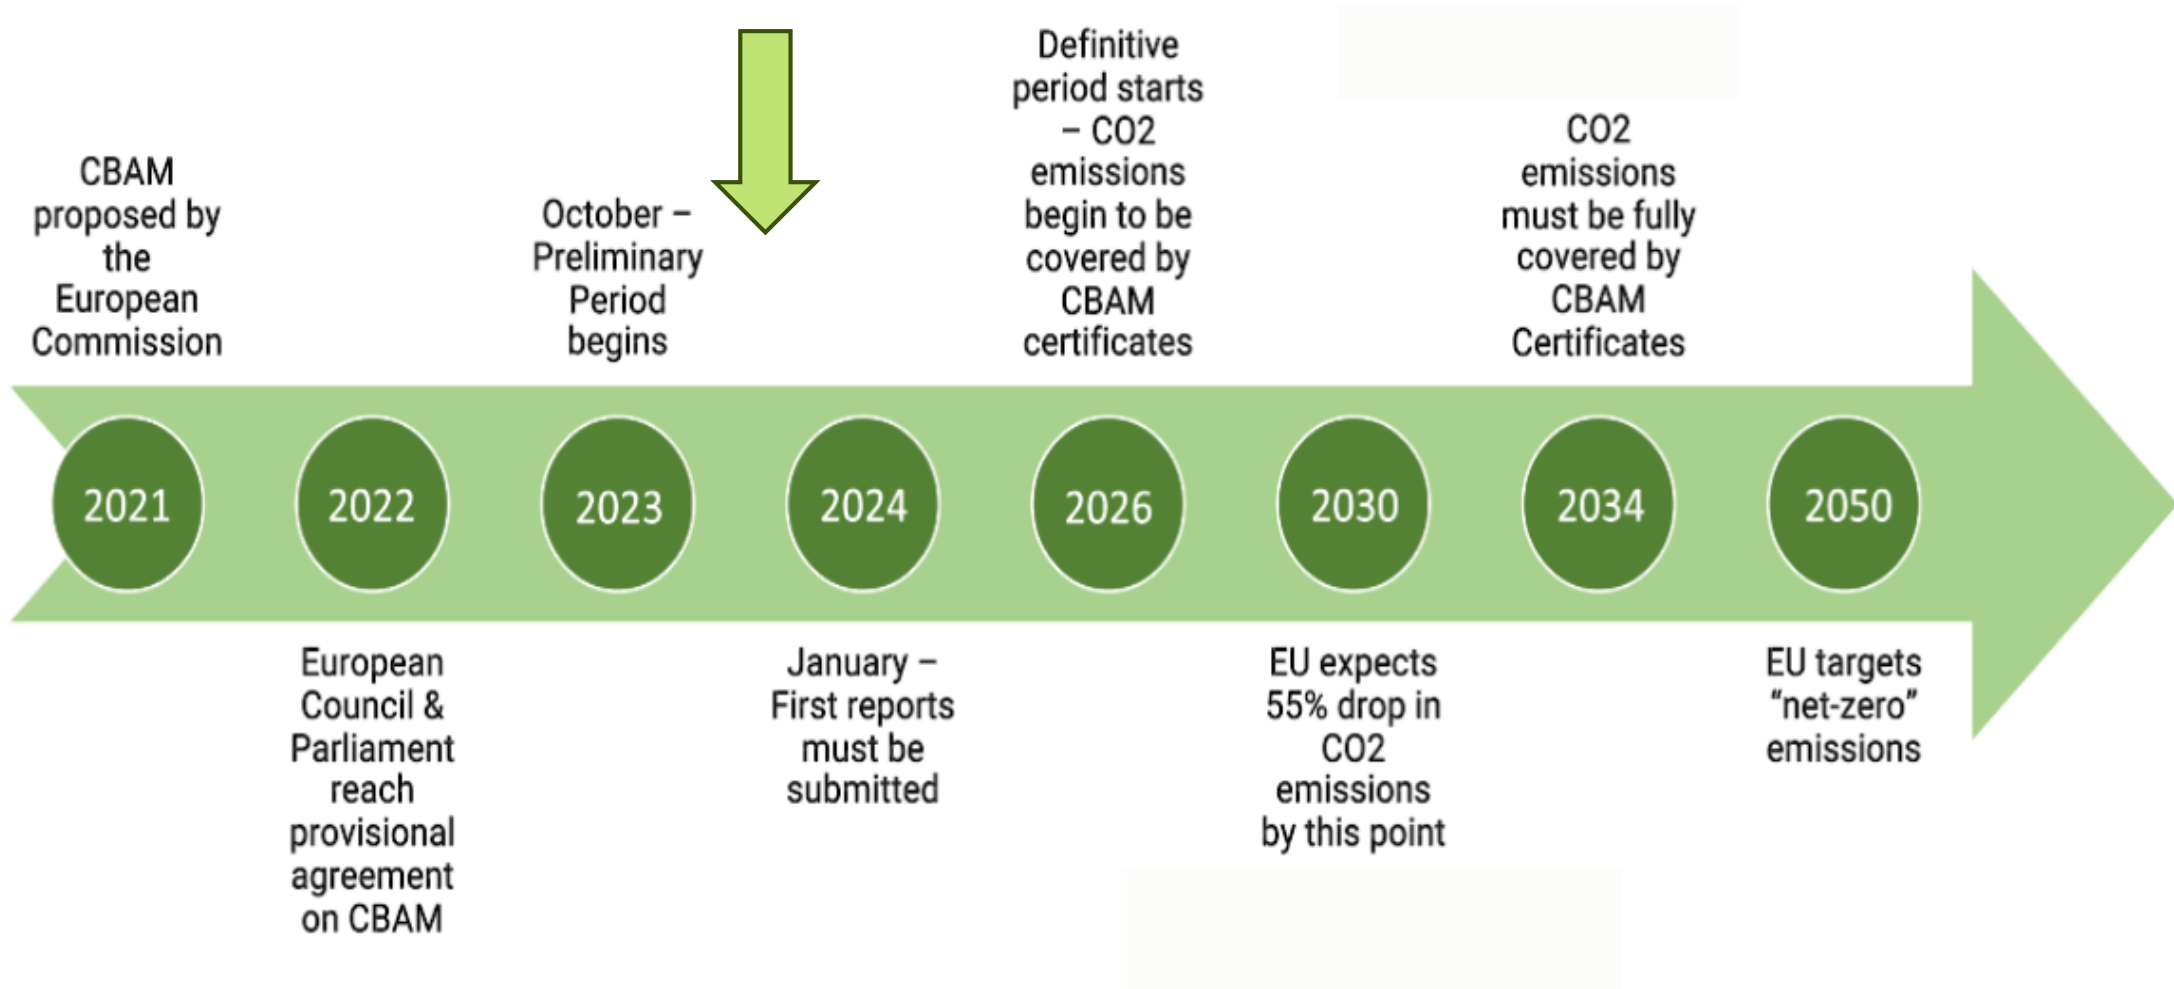 CBAM
proposed by
the
European
Commission
October –
Preliminary
Period
begins
Definitive
period starts
– CO2
emissions
begin to be
covered by
CBAM
certificates
CO2
emissions
must be fully
covered by
CBAM
Certificates
2021
2022
2023
2024
2026
2030
2034
2050
European
Council &
Parliament
reach
provisional
agreement
on CBAM
January –
First reports
must be
submitted
EU expects
55% drop in
CO2
emissions
by this point
EU targets
“net-zero”
emissions